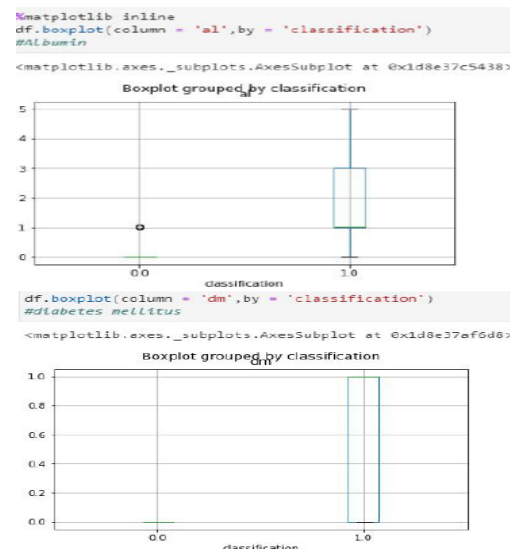 %matplotlib inline
df.boxplot(column = 'al',by = 'classification')
#Albumin
<matplotlib.axes._subplots.AxesSubplot at 0x1d8e37c5438>
Boxplot grouped by classification
al
5
4
3
2
1
0
0.0 1.0
classification
df.boxplot(column = 'dm',by = 'classification')
#diabetes mellitus
<matplotlib.axes._subplots.AxesSubplot at 0x1d8e37af6d8>
Boxplot grouped by classification
dm
1.0
0.8
0.6
0.4
0.2
0.0
0.0 1.0
classification